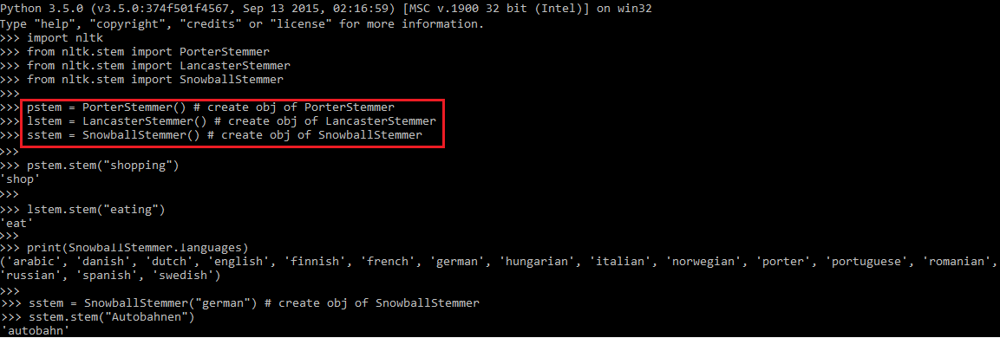 Python 3.5.0 (v3.5.0:374f501f4567, Sep 13 2015, 02:16:59) [MSC v.1900 32 bit (Intel)] on win32
Type "help", "copyright", "credits" or "license" for more information.
>>> import nltk
>>> from nltk.stem import PorterStemmer
>>> from nltk.stem import LancasterStemmer
>>> from nltk.stem import SnowballStemmer
>>>
>>> pstem = PorterStemmer() # create obj of PorterStemmer
>>> lstem = LancasterStemmer() # create obj of LancasterStemmer
>>> sstem = SnowballStemmer() # create obj of SnowballStemmer
>>>
>>> pstem.stem("shopping")
'shop'
>>>
>>> lstem.stem("eating")
'eat'
>>>
>>> print(SnowballStemmer.languages)
('arabic', 'danish', 'dutch', 'english', 'finnish', 'french', 'german', 'hungarian', 'italian', 'norwegian', 'porter', 'portuguese', 'romanian',
'russian', 'spanish', 'swedish')
>>>
>>> sstem = SnowballStemmer("german") # create obj of SnowballStemmer
>>> sstem.stem("Autobahnen")
'autobahn'